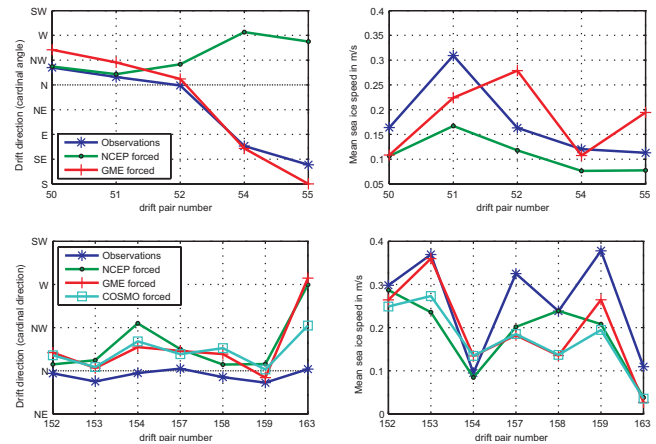 Drift direction (cardinal angle)
SW
W
NW
N
NE
E
SE
S
Observations
NCEP forced
GME forced
50 51 52 54 55
drift pair number
Mean sea ice speed in m/s
0.4
0.35
0.3
0.25
0.2
0.15
0.1
0.05
50 51 52 54 55
drift pair number
Drift direction (cardinal direction)
SW
W
NW
N
NE
Observations
NCEP forced
GME forced
COSMO forced
152 153 154 157 158 159 163
drift pair number
Mean sea ice speed in m/s
0.4
0.3
0.2
0.1
0
152 153 154 157 158 159 163
drift pair number